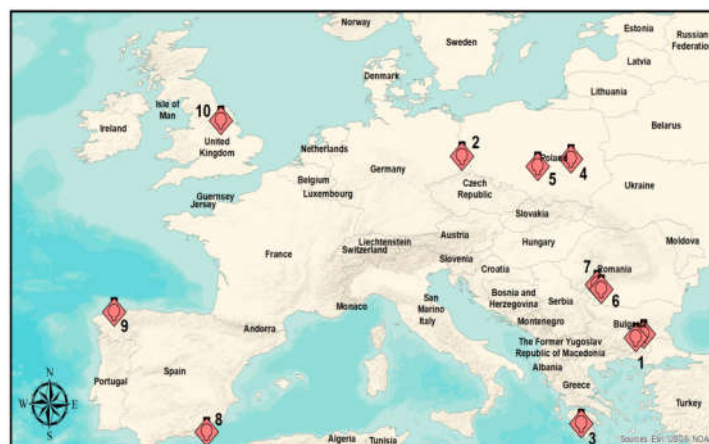 Norway
Sweden
Estonia
Russian
Federation
Latvia
Denmark
Lithuania
Isle of
Man
10
Ireland
United
Kingdom
Belarus
2
Netherlands
Poland
4
5
Germany
Belgium
Luxembourg
Guernsey
Jersey
Czech
Republic
Ukraine
Slovakia
France
Liechtenstein
Switzerland
Austria
Slovenia
Hungary
Moldova
Croatia
7
Romania
6
Bosnia and
Herzegovina
Serbia
San
Marino
Italy
Monaco
9
Andorra
Montenegro
The Former Yugoslav
Republic of Macedonia
Albania
1
Portugal
Spain
Greece
Turkey
N
W
E
S
8
Algeria
Tunisia
3
Sources: Esri, USGS, NOAA